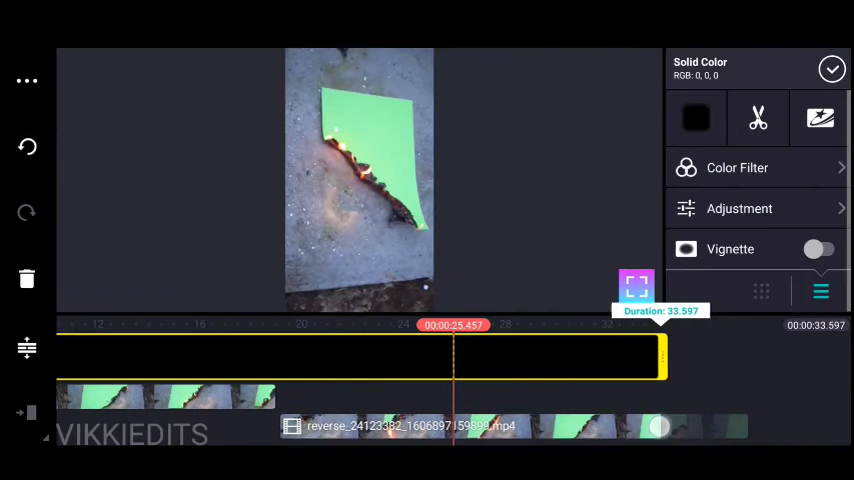 Solid Color
RGB: 0, 0, 0
Color Filter
Adjustment
Vignette
Duration: 33.597
12
16
20
24
00:00:25.457
28
32
00:00:33.597
reverse_24123382_1606897159899.mp4
VIKKIEDITS